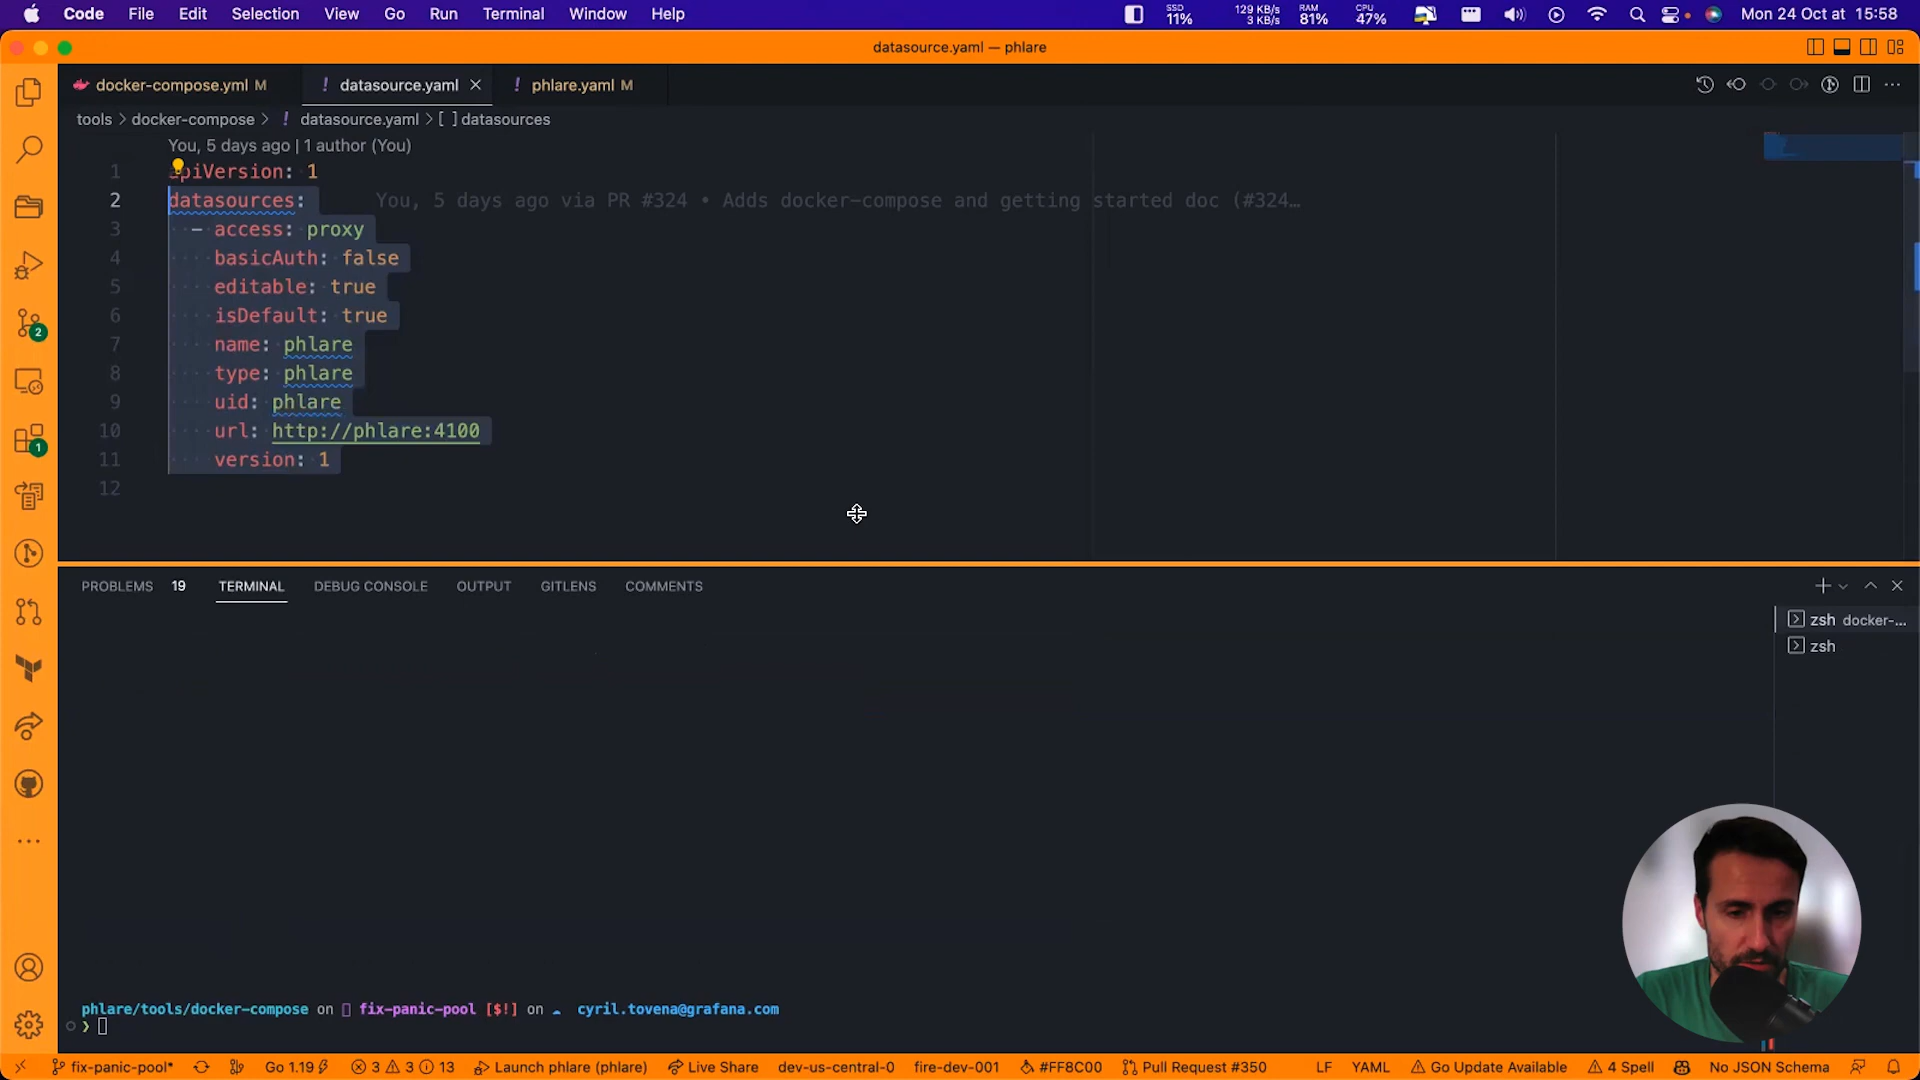 Code File Edit Selection View Go Run Terminal Window Help
SSD 11% 129 KB/s 3 KB/s RAM 81% CPU 47% Mon 24 Oct at 15:58
datasource.yaml — phlare
docker-compose.yml M datasource.yaml phlare.yaml M
tools > docker-compose > ! datasource.yaml > [ ] datasources
You, 5 days ago | 1 author (You)
1 apiVersion: 1
2 datasources: You, 5 days ago via PR #324 • Adds docker-compose and getting started doc (#324…
3 - access: proxy
4 basicAuth: false
5 editable: true
6 isDefault: true
7 name: phlare
8 type: phlare
9 uid: phlare
10 url: http://phlare:4100
11 version: 1
12
PROBLEMS 19 TERMINAL DEBUG CONSOLE OUTPUT GITLENS COMMENTS
zsh docker-...
zsh
2
1
phlare/tools/docker-compose on fix-panic-pool [$!] on cyril.tovena@grafana.com
❯
fix-panic-pool* Go 1.19 3 3 13 Launch phlare (phlare) Live Share dev-us-central-0 fire-dev-001 #FF8C00 Pull Request #350 LF YAML Go Update Available 4 Spell No JSON Schema